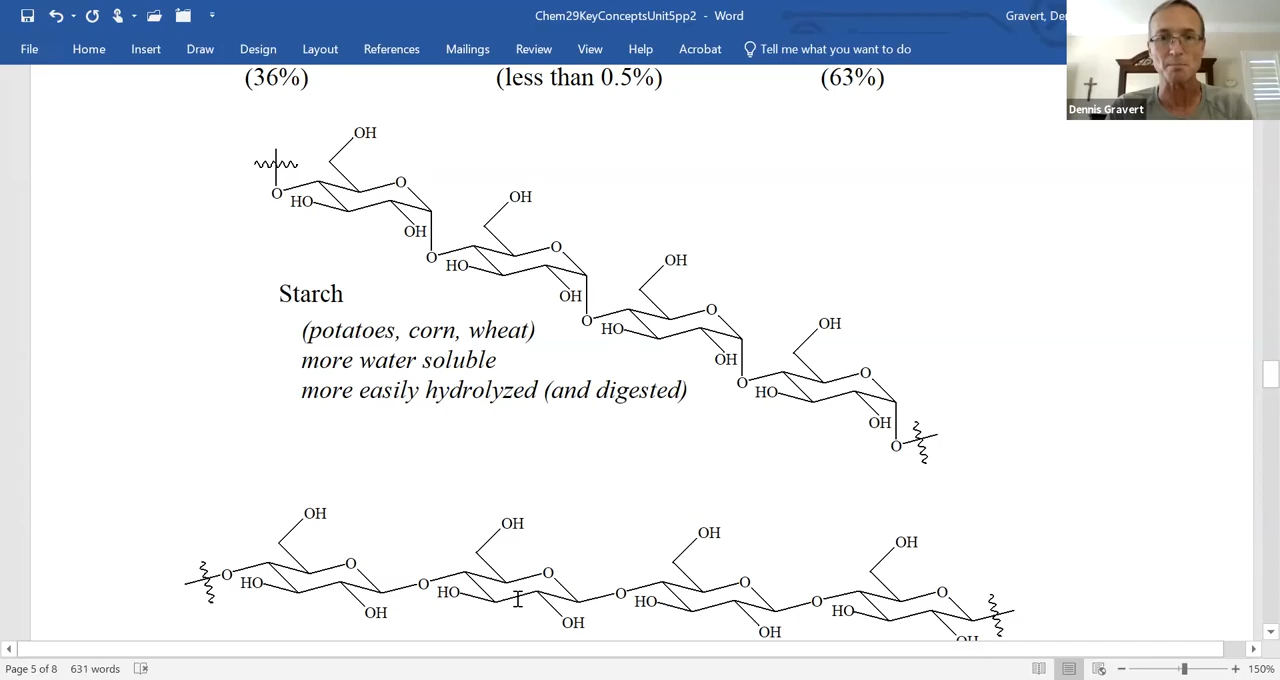 Chem29KeyConceptsUnit5pp2 - Word
Gravert, De
File Home Insert Draw Design Layout References Mailings Review View Help Acrobat Tell me what you want to do
Dennis Gravert
(36%) (less than 0.5%) (63%)
OH
O
O
HO
OH
OH
O
O
HO
OH
OH
O
O
HO
OH
OH
O
O
HO
OH
O
Starch
(potatoes, corn, wheat)
more water soluble
more easily hydrolyzed (and digested)
OH
OH
OH
OH
O
O
O
O
O
O
O
O
HO
HO
HO
HO
OH
OH
OH
OH
Page 5 of 8 631 words 150%